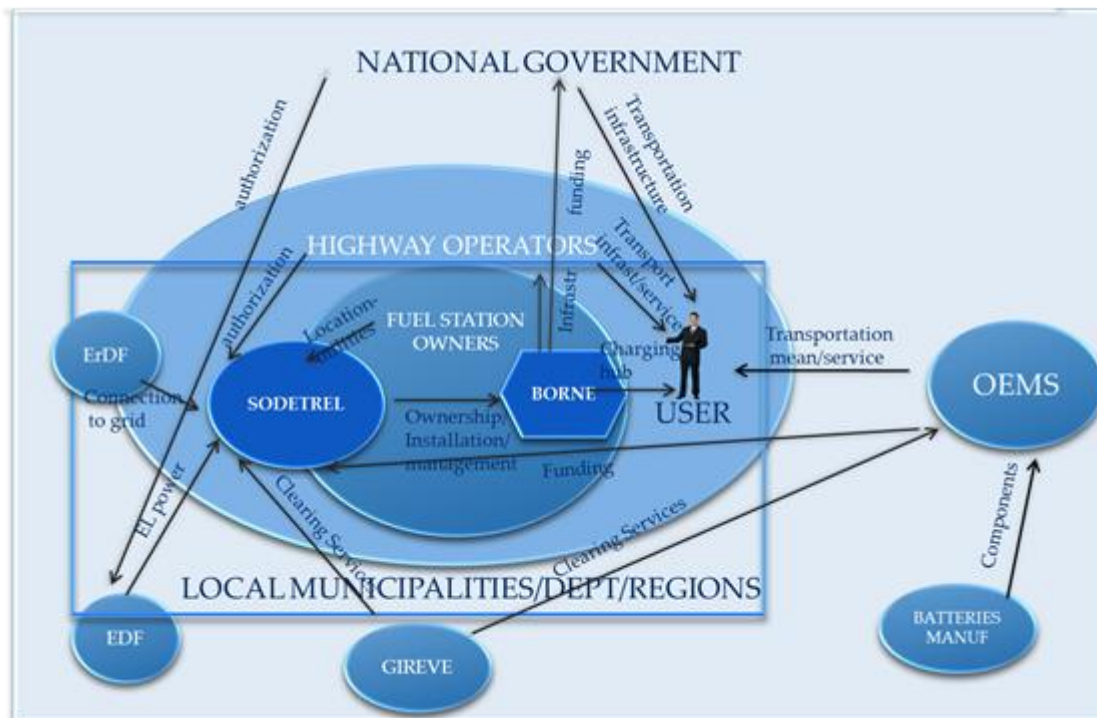 NATIONAL GOVERNMENT
authorization
funding
Transportation
infrastructure
HIGHWAY OPERATORS
authorization
Transport
infrast/service
Infrastr
Location-
utilities
FUEL STATION
OWNERS
ErDF
Connection
to grid
SODETREL
Ownership/
Installation/
management
BORNE
Charging
hub
USER
Transportation
mean/service
OEMS
Funding
EL power
Clearing Services
Clearing Services
Components
LOCAL MUNICIPALITIES/DEPT/REGIONS
EDF
GIREVE
BATTERIES
MANUF